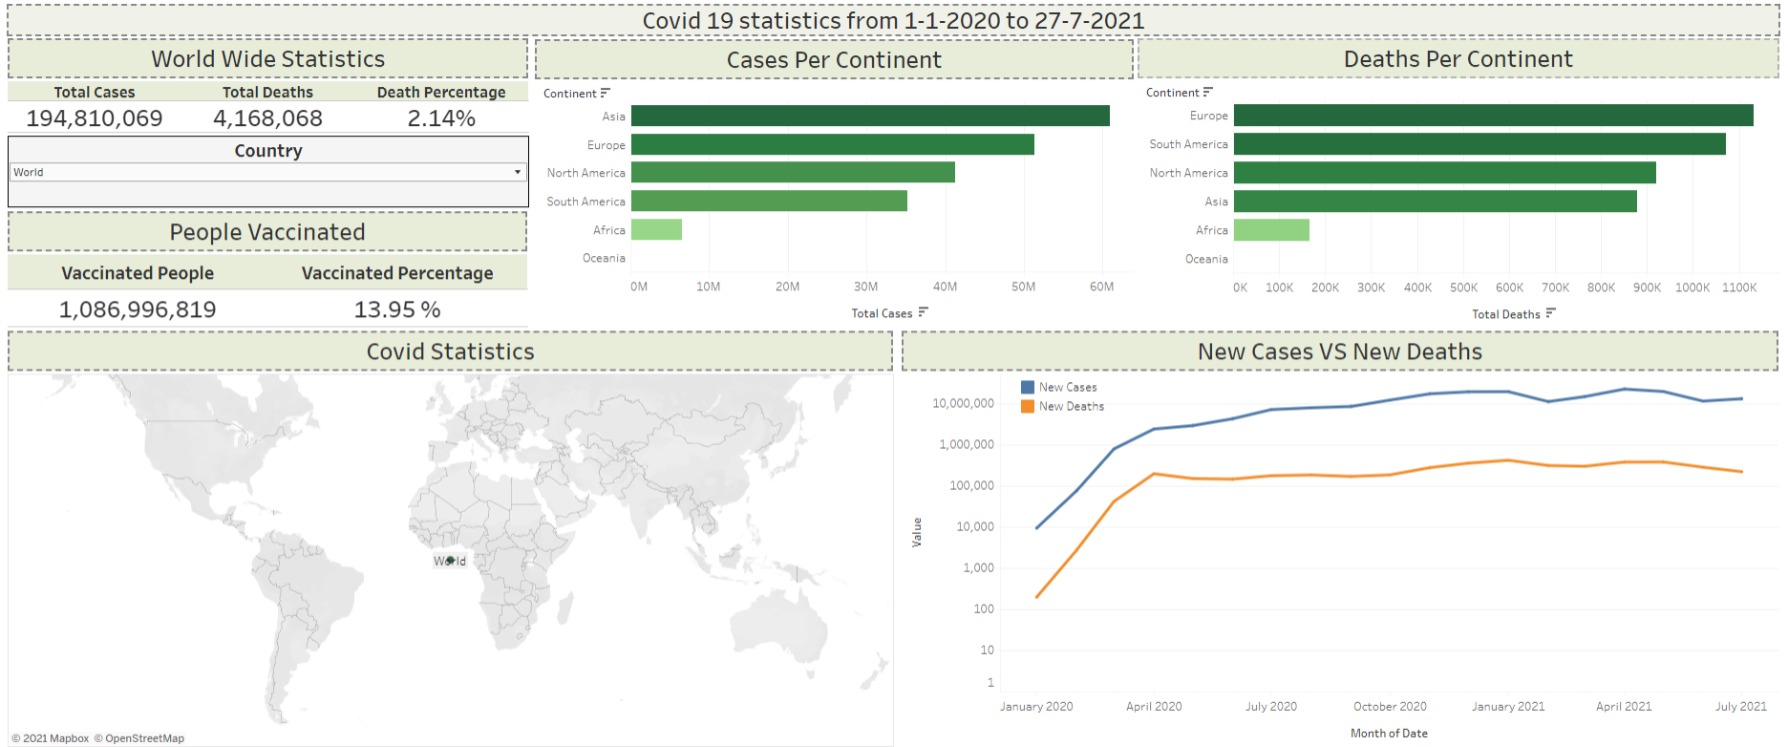 Covid 19 statistics from 1-1-2020 to 27-7-2021
World Wide Statistics
Total Cases Total Deaths Death Percentage
194,810,069 4,168,068 2.14%
Country
World
People Vaccinated
Vaccinated People Vaccinated Percentage
1,086,996,819 13.95 %
Cases Per Continent
Continent
Asia
Europe
North America
South America
Africa
Oceania
0M 10M 20M 30M 40M 50M 60M
Total Cases
Deaths Per Continent
Continent
Europe
South America
North America
Asia
Africa
Oceania
0K 100K 200K 300K 400K 500K 600K 700K 800K 900K 1000K 1100K
Total Deaths
Covid Statistics
World
© 2021 Mapbox © OpenStreetMap
New Cases VS New Deaths
New Cases
New Deaths
10,000,000
1,000,000
100,000
10,000
1,000
100
10
1
Value
January 2020 April 2020 July 2020 October 2020 January 2021 April 2021 July 2021
Month of Date